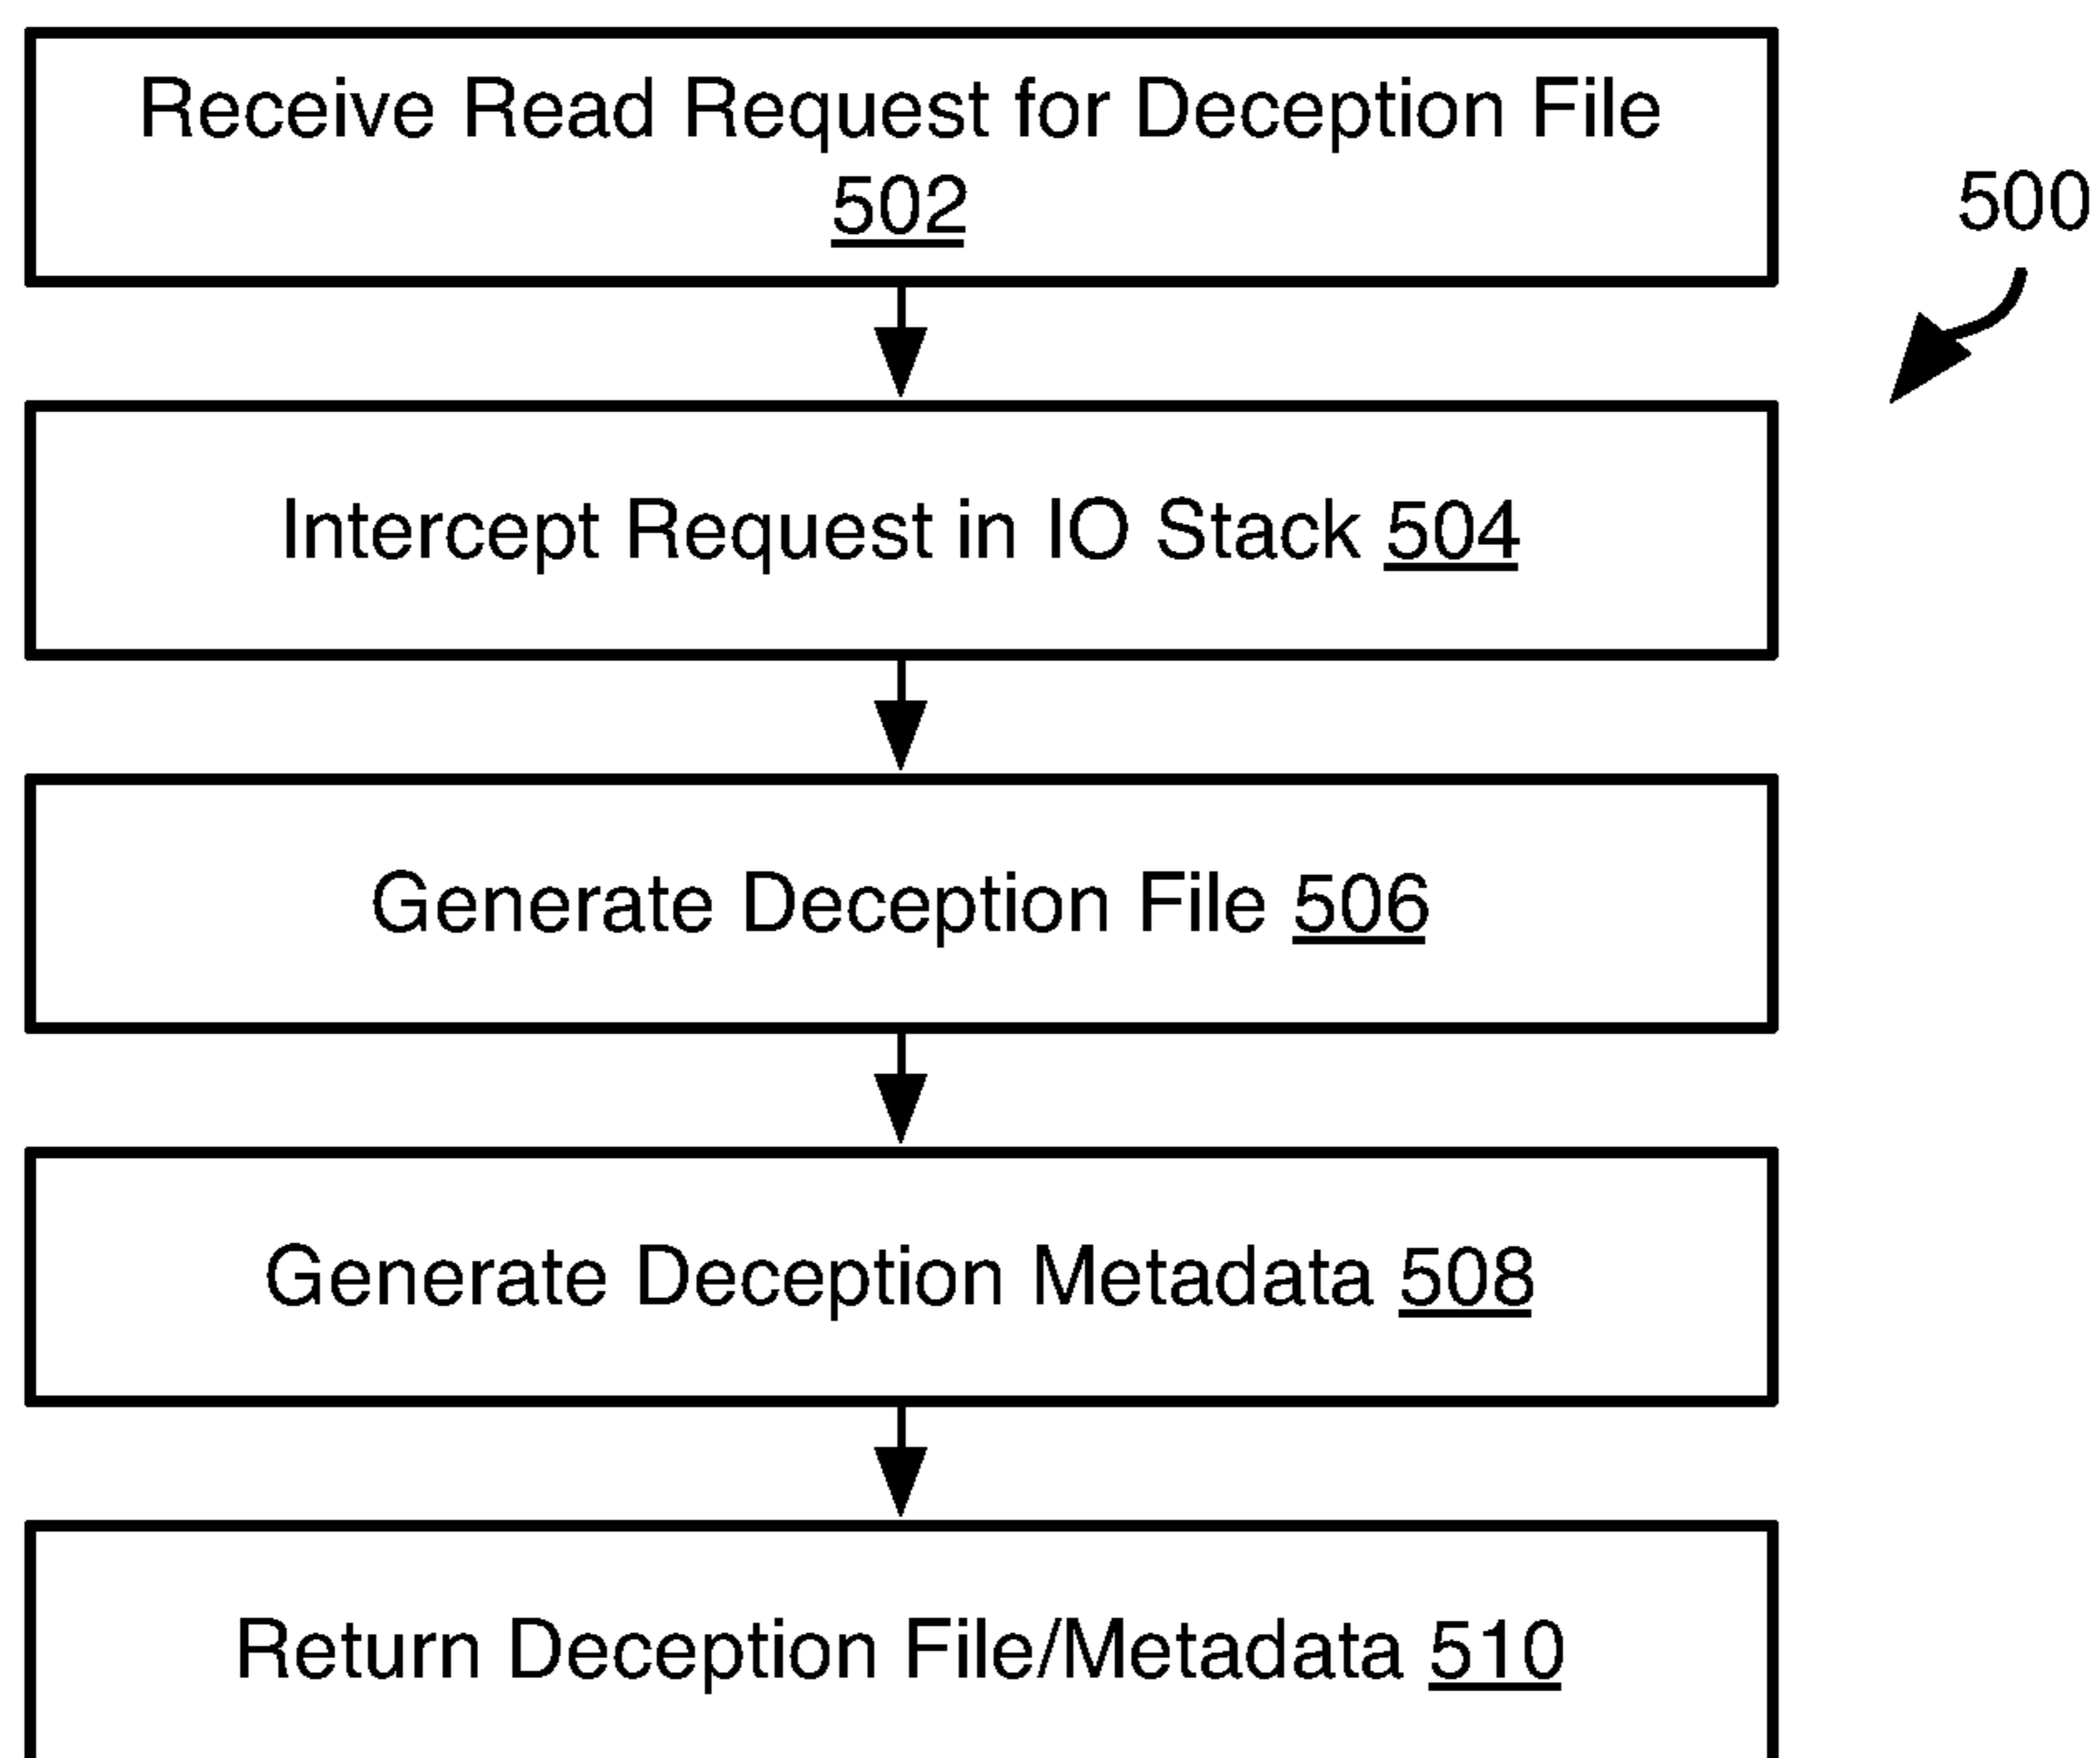 Receive Read Request for Deception File
502
500
Intercept Request in IO Stack 504
Generate Deception File 506
Generate Deception Metadata 508
Return Deception File/Metadata 510